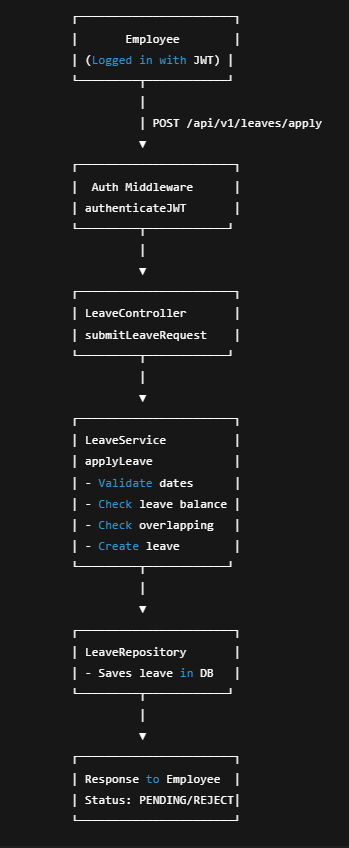 Employee
(Logged in with JWT)
POST /api/v1/leaves/apply
Auth Middleware
authenticateJWT
LeaveController
submitLeaveRequest
LeaveService
applyLeave
- Validate dates
- Check leave balance
- Check overlapping
- Create leave
LeaveRepository
- Saves leave in DB
Response to Employee
Status: PENDING/REJECT